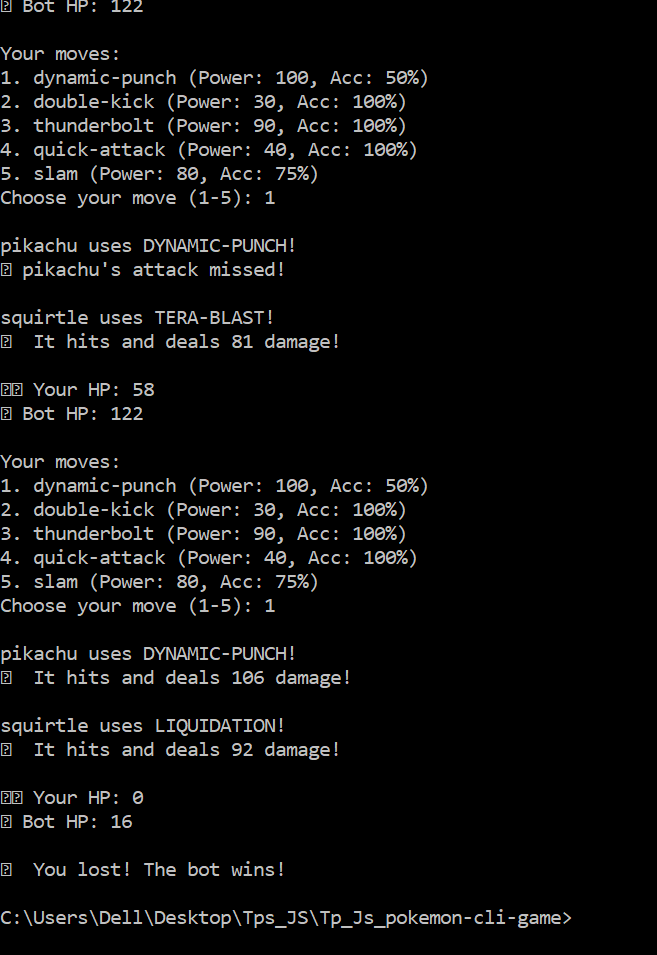 ⍰ Bot HP: 122
Your moves:
1. dynamic-punch (Power: 100, Acc: 50%)
2. double-kick (Power: 30, Acc: 100%)
3. thunderbolt (Power: 90, Acc: 100%)
4. quick-attack (Power: 40, Acc: 100%)
5. slam (Power: 80, Acc: 75%)
Choose your move (1-5): 1
pikachu uses DYNAMIC-PUNCH!
⍰ pikachu's attack missed!
squirtle uses TERA-BLAST!
⍰  It hits and deals 81 damage!
⍰⍰ Your HP: 58
⍰ Bot HP: 122
Your moves:
1. dynamic-punch (Power: 100, Acc: 50%)
2. double-kick (Power: 30, Acc: 100%)
3. thunderbolt (Power: 90, Acc: 100%)
4. quick-attack (Power: 40, Acc: 100%)
5. slam (Power: 80, Acc: 75%)
Choose your move (1-5): 1
pikachu uses DYNAMIC-PUNCH!
⍰  It hits and deals 106 damage!
squirtle uses LIQUIDATION!
⍰  It hits and deals 92 damage!
⍰⍰ Your HP: 0
⍰ Bot HP: 16
⍰  You lost! The bot wins!
C:\Users\Dell\Desktop\Tps_JS\Tp_Js_pokemon-cli-game>